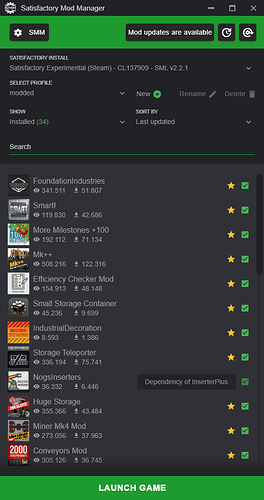 Satisfactory Mod Manager
SMM
Mod updates are available
SATISFACTORY INSTALL
Satisfactory Experimental (Steam) - CL137909 - SML v2.2.1
SELECT PROFILE
modded
New
Rename
Delete
SHOW
Installed (34)
SORT BY
Last updated
Search
FoundationIndustries
341.511 51.807
Smart!
119.830 42.686
More Milestones +100
192.112 71.134
Mk++
508.216 122.316
Efficiency Checker Mod
154.913 48.148
Small Storage Container
45.236 9.699
IndustrialDecoration
8.593 1.386
Storage Teleporter
336.194 75.741
NogsInserters
36.332 6.446
Dependency of InserterPlus
Huge Storage
355.366 43.484
Miner Mk4 Mod
273.056 37.963
Conveyors Mod
305.126 36.745
LAUNCH GAME